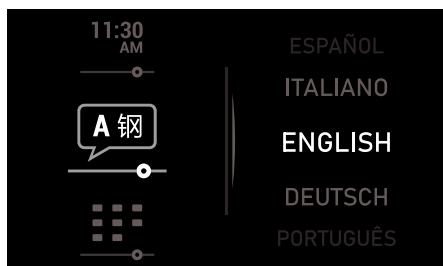 11:30
AM
A 钢
ESPAÑOL
ITALIANO
ENGLISH
DEUTSCH
PORTUGUÊS